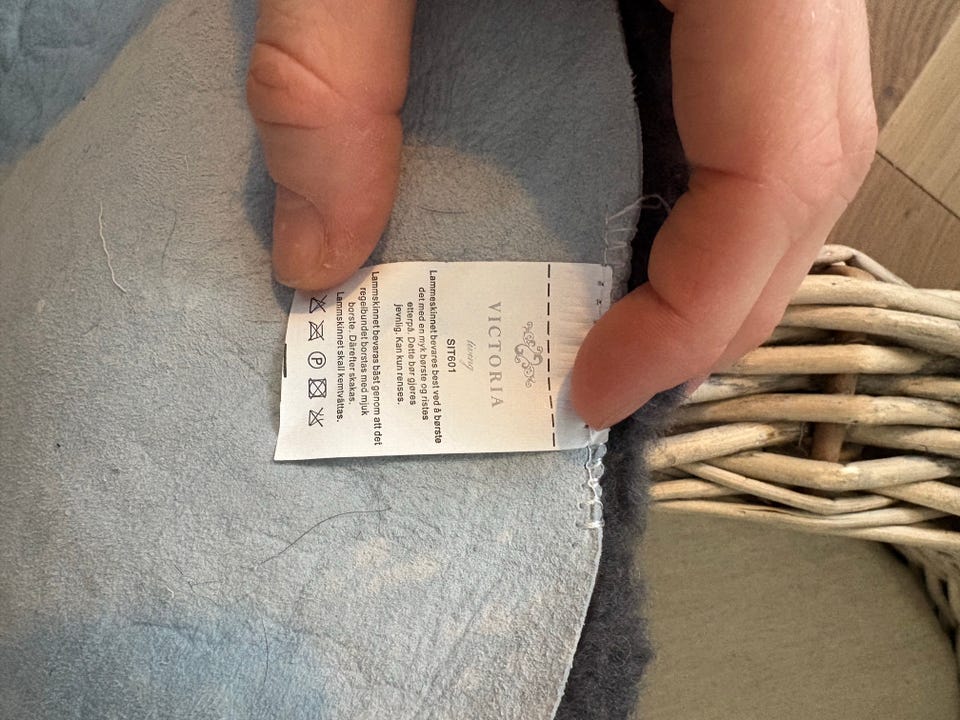 VICTORIA
living
SIT601
Lammeskinnet bevares best ved å børste
det med en myk børste og ristes
etterpå. Dette bør gjøres
jevnlig. Kan kun renses.
Lammskinnet bevaras bäst genom att det
regelbundet borstas med mjuk
borste. Därefter skakas.
Lammskinnet skall kemtvättas.
P